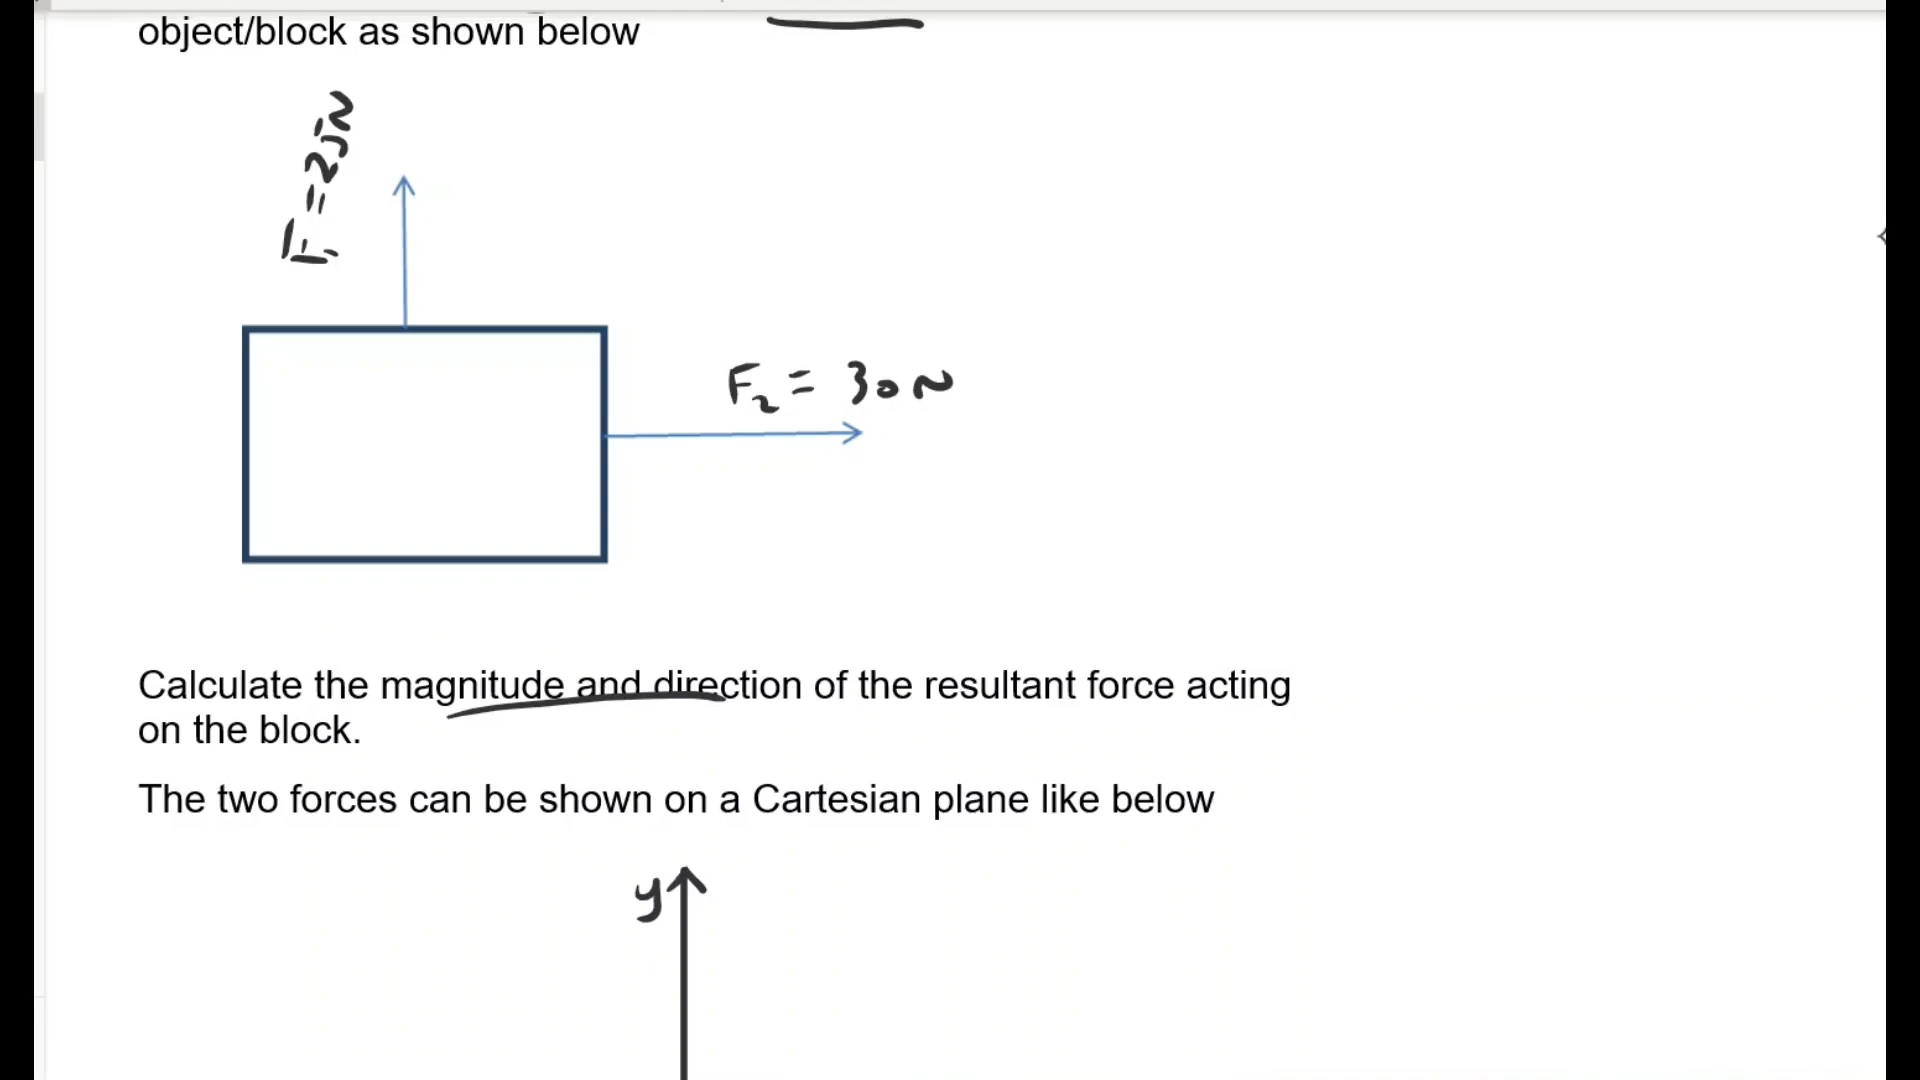 object/block as shown below
F₁ = 25N
F₂ = 30N
Calculate the magnitude and direction of the resultant force acting
on the block.
The two forces can be shown on a Cartesian plane like below
y